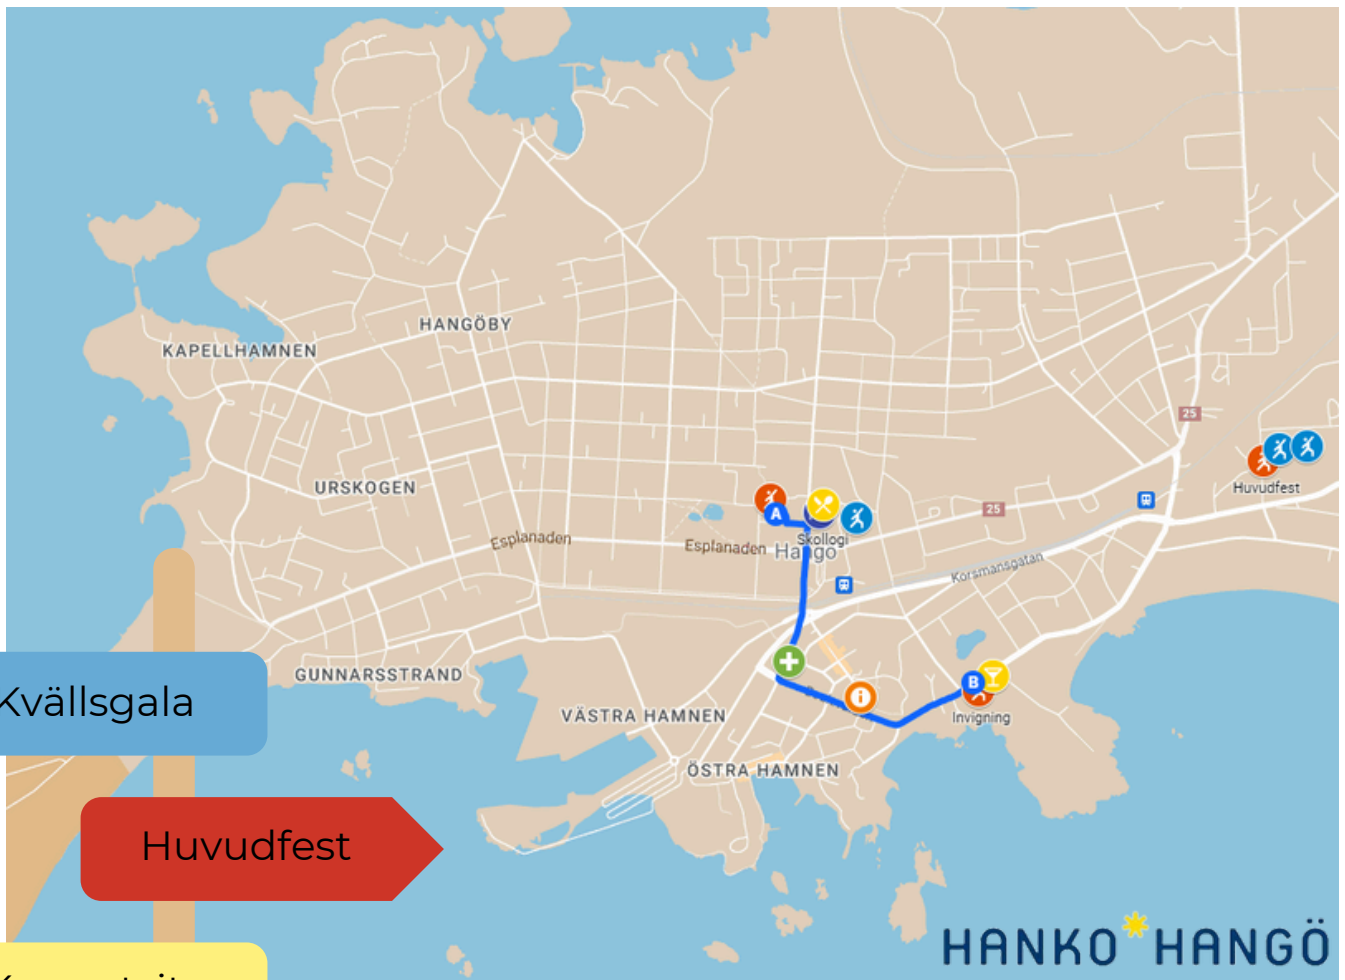 HANGÖBY
KAPELLHAMNEN
25
Huvudfest
URSKOGEN
25
A
Skollogi
Esplanaden
Esplanaden
Hangö
Korsmansgatan
GUNNARSSTRAND
B
i
Kvällsgala
VÄSTRA HAMNEN
Invigning
ÖSTRA HAMNEN
Huvudfest
HANKO HANGÖ